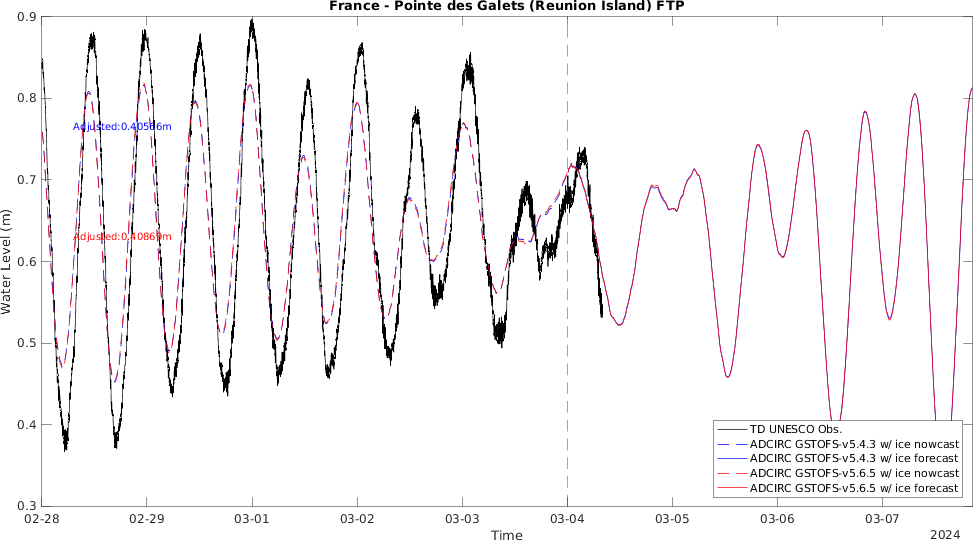 France - Pointe des Galets (Reunion Island) FTP
0.9
0.8
0.7
0.6
0.5
0.4
0.3
Water Level (m)
Adjusted:0.40566m
Adjusted:0.40869m
TD UNESCO Obs.
ADCIRC GSTOFS-v5.4.3 w/ ice nowcast
ADCIRC GSTOFS-v5.4.3 w/ ice forecast
ADCIRC GSTOFS-v5.6.5 w/ ice nowcast
ADCIRC GSTOFS-v5.6.5 w/ ice forecast
02-28 02-29 03-01 03-02 03-03 03-04 03-05 03-06 03-07
Time
2024